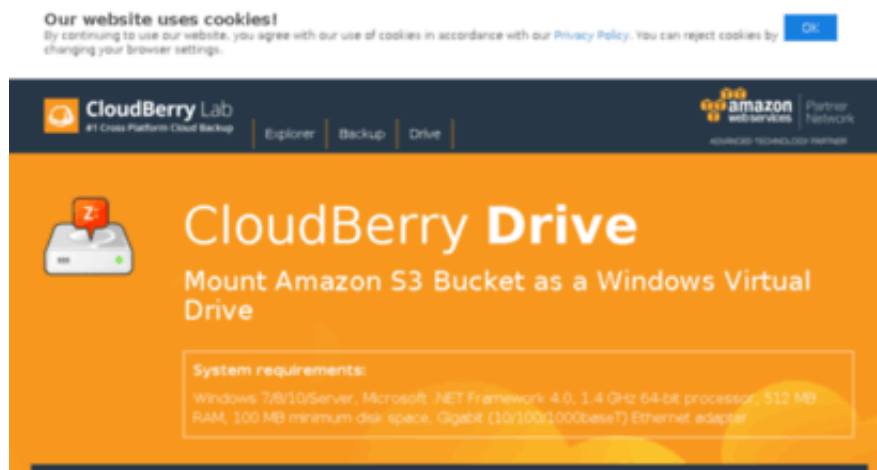 Our website uses cookies!
By continuing to use our website, you agree with our use of cookies in accordance with our Privacy Policy. You can reject cookies by
changing your browser settings.
OK
CloudBerry Lab
#1 Cross Platform Cloud Backup
Explorer
Backup
Drive
amazon
webservices
Partner
Network
ADVANCED TECHNOLOGY PARTNER
Z:
CloudBerry Drive
Mount Amazon S3 Bucket as a Windows Virtual
Drive
System requirements:
Windows 7/8/10/Server, Microsoft .NET Framework 4.0, 1.4 GHz 64-bit processor, 512 MB
RAM, 100 MB minimum disk space, Gigabit (10/100/1000baseT) Ethernet adapter